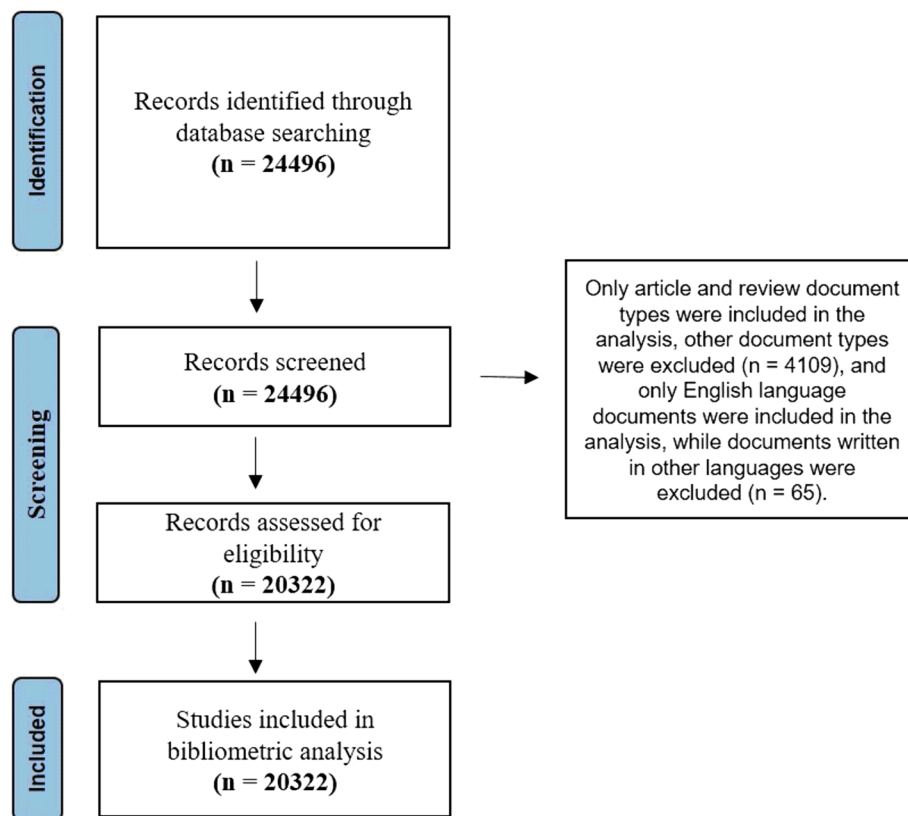 Identification
Records identified through
database searching
(n = 24496)
Screening
Records screened
(n = 24496)
Only article and review document
types were included in the
analysis, other document types
were excluded (n = 4109), and
only English language
documents were included in the
analysis, while documents written
in other languages were
excluded (n = 65).
Records assessed for
eligibility
(n = 20322)
Included
Studies included in
bibliometric analysis
(n = 20322)